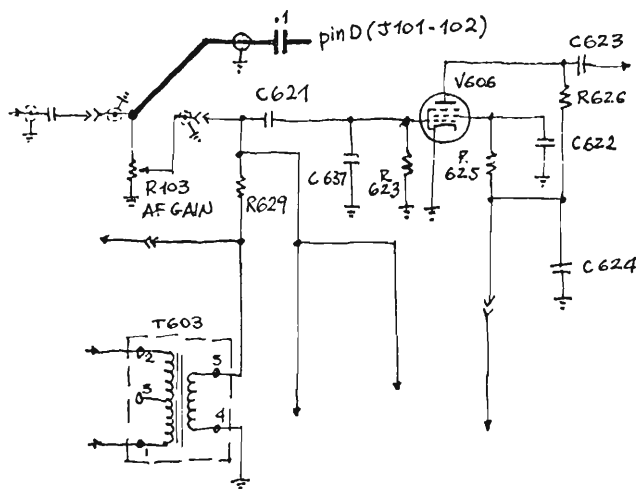 .1
pin D (J101-102)
C623
V606
C621
R626
C637
R
623
R
625
C622
R103
AF GAIN
R629
C624
T603
2
5
3
4
1